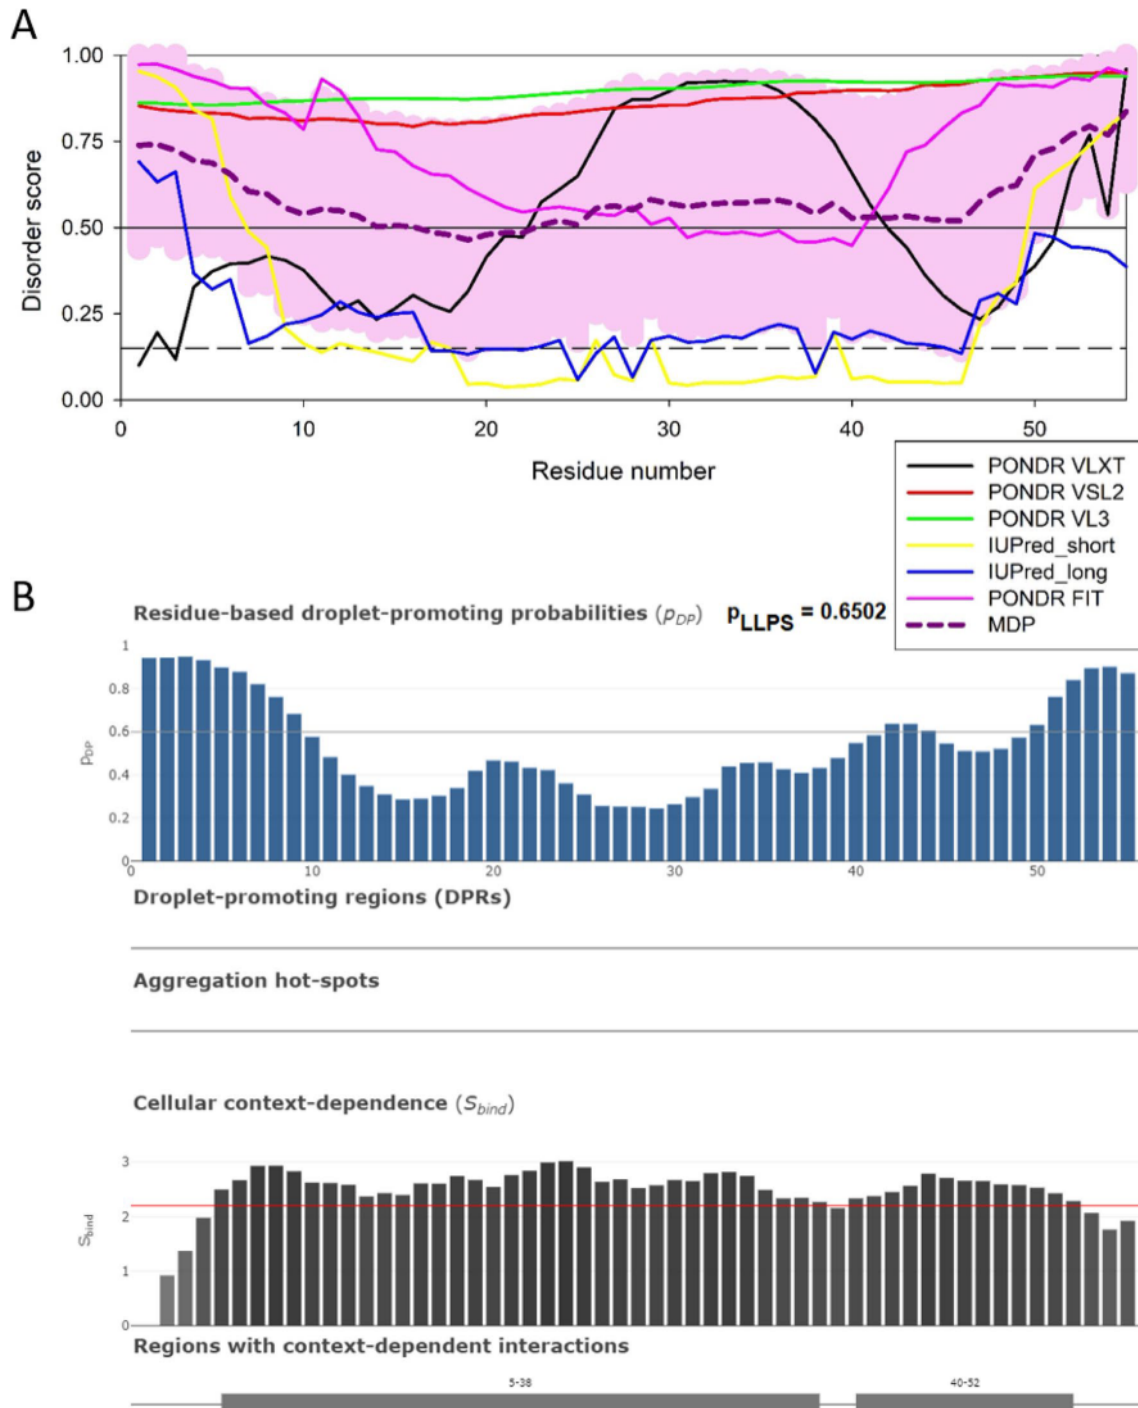 A
1.00
0.75
0.50
0.25
0.00
Disorder score
0 10 20 30 40 50
Residue number
PONDR VLXT
PONDR VSL2
PONDR VL3
IUPred_short
IUPred_long
PONDR FIT
MDP
B
Residue-based droplet-promoting probabilities (pDP) pLLPS = 0.6502
1
0.8
0.6
0.4
0.2
0
pDP
0 10 20 30 40 50
Droplet-promoting regions (DPRs)
Aggregation hot-spots
Cellular context-dependence (Sbind)
3
2
1
0
Sbind
Regions with context-dependent interactions
5-38 40-52